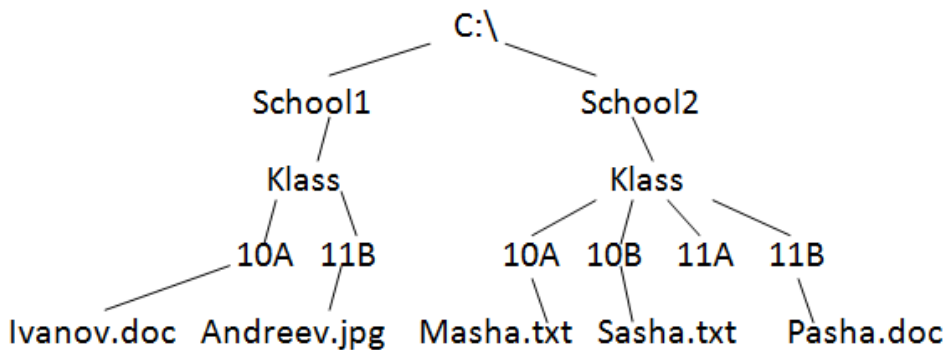 C:\
School1 School2
Klass Klass
10A 11B 10A 10B 11A 11B
Ivanov.doc Andreev.jpg Masha.txt Sasha.txt Pasha.doc